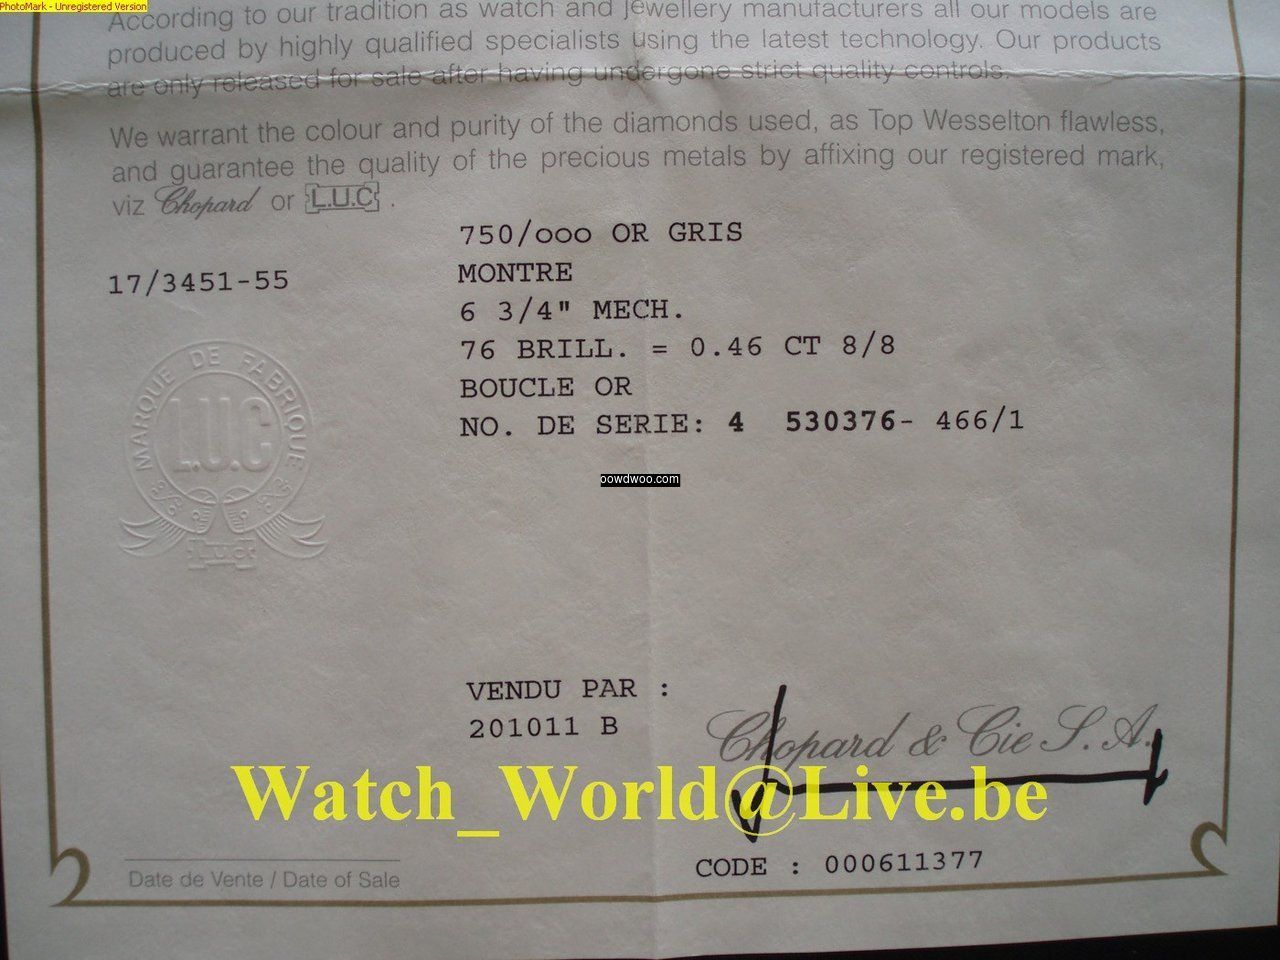 PhotoMark - Unregistered Version
According to our tradition as watch and jewellery manufacturers all our models are
produced by highly qualified specialists using the latest technology. Our products
are only released for sale after having undergone strict quality controls.
We warrant the colour and purity of the diamonds used, as Top Wesselton flawless,
and guarantee the quality of the precious metals by affixing our registered mark,
viz Chopard or L.U.C .
750/ooo OR GRIS
17/3451-55
MONTRE
6 3/4" MECH.
76 BRILL. = 0.46 CT 8/8
BOUCLE OR
NO. DE SERIE: 4 530376- 466/1
MARQUE DE FABRIQUE
L.U.C
LUC
oowdwoo.com
VENDU PAR :
201011 B
Chopard & Cie S.A.
Watch_World@Live.be
CODE : 000611377
Date de Vente / Date of Sale